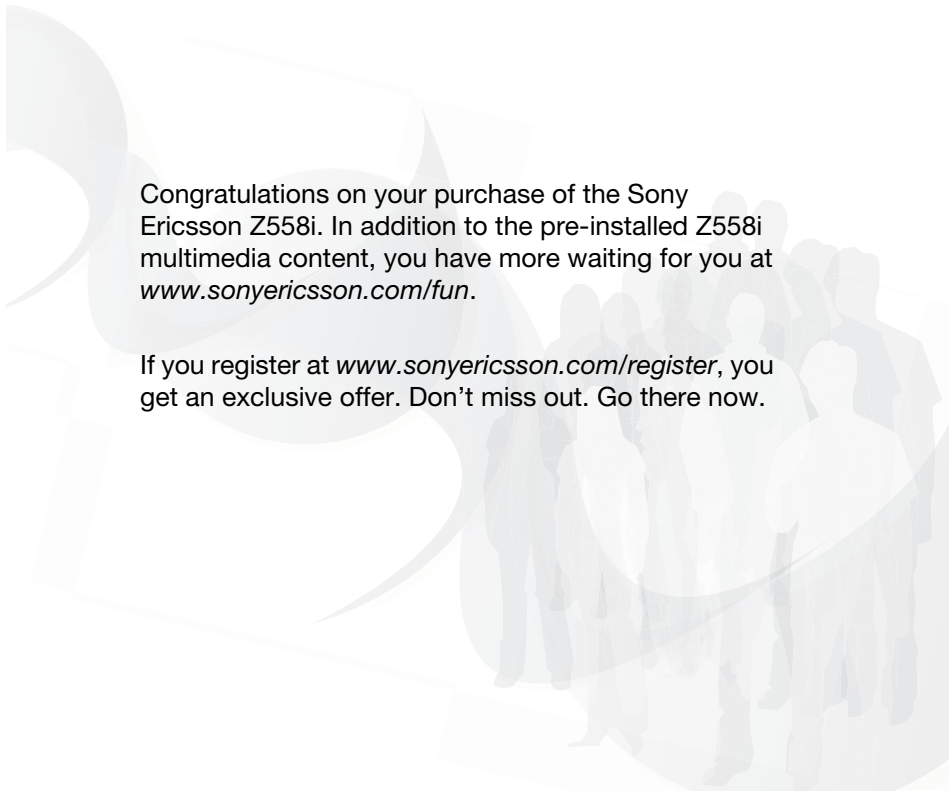 Congratulations on your purchase of the Sony
Ericsson Z558i. In addition to the pre-installed Z558i
multimedia content, you have more waiting for you at
www.sonyericsson.com/fun.
If you register at www.sonyericsson.com/register, you
get an exclusive offer. Don’t miss out. Go there now.